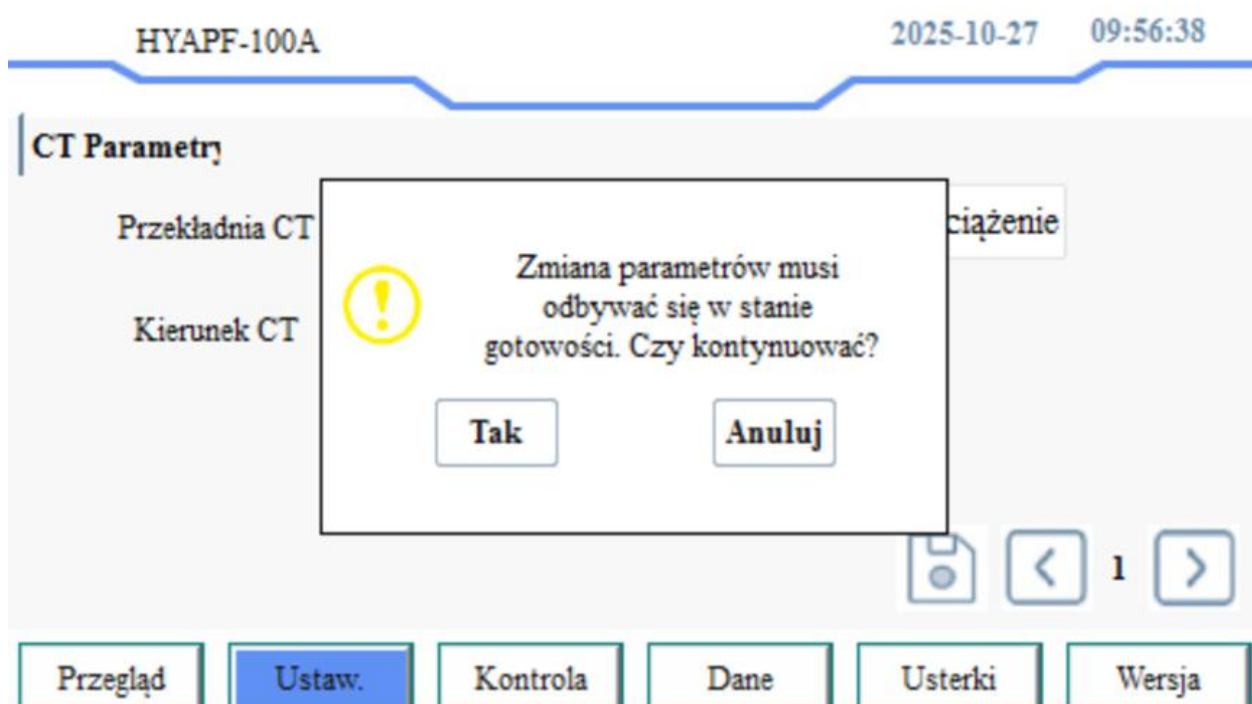 HYAPF-100A
2025-10-27 09:56:38
CT Parametry
Przekładnia CT
ciążenie
Zmiana parametrów musi
odbywać się w stanie
gotowości. Czy kontynuować?
Kierunek CT
Tak
Anuluj
1
Przegląd
Ustaw.
Kontrola
Dane
Usterki
Wersja